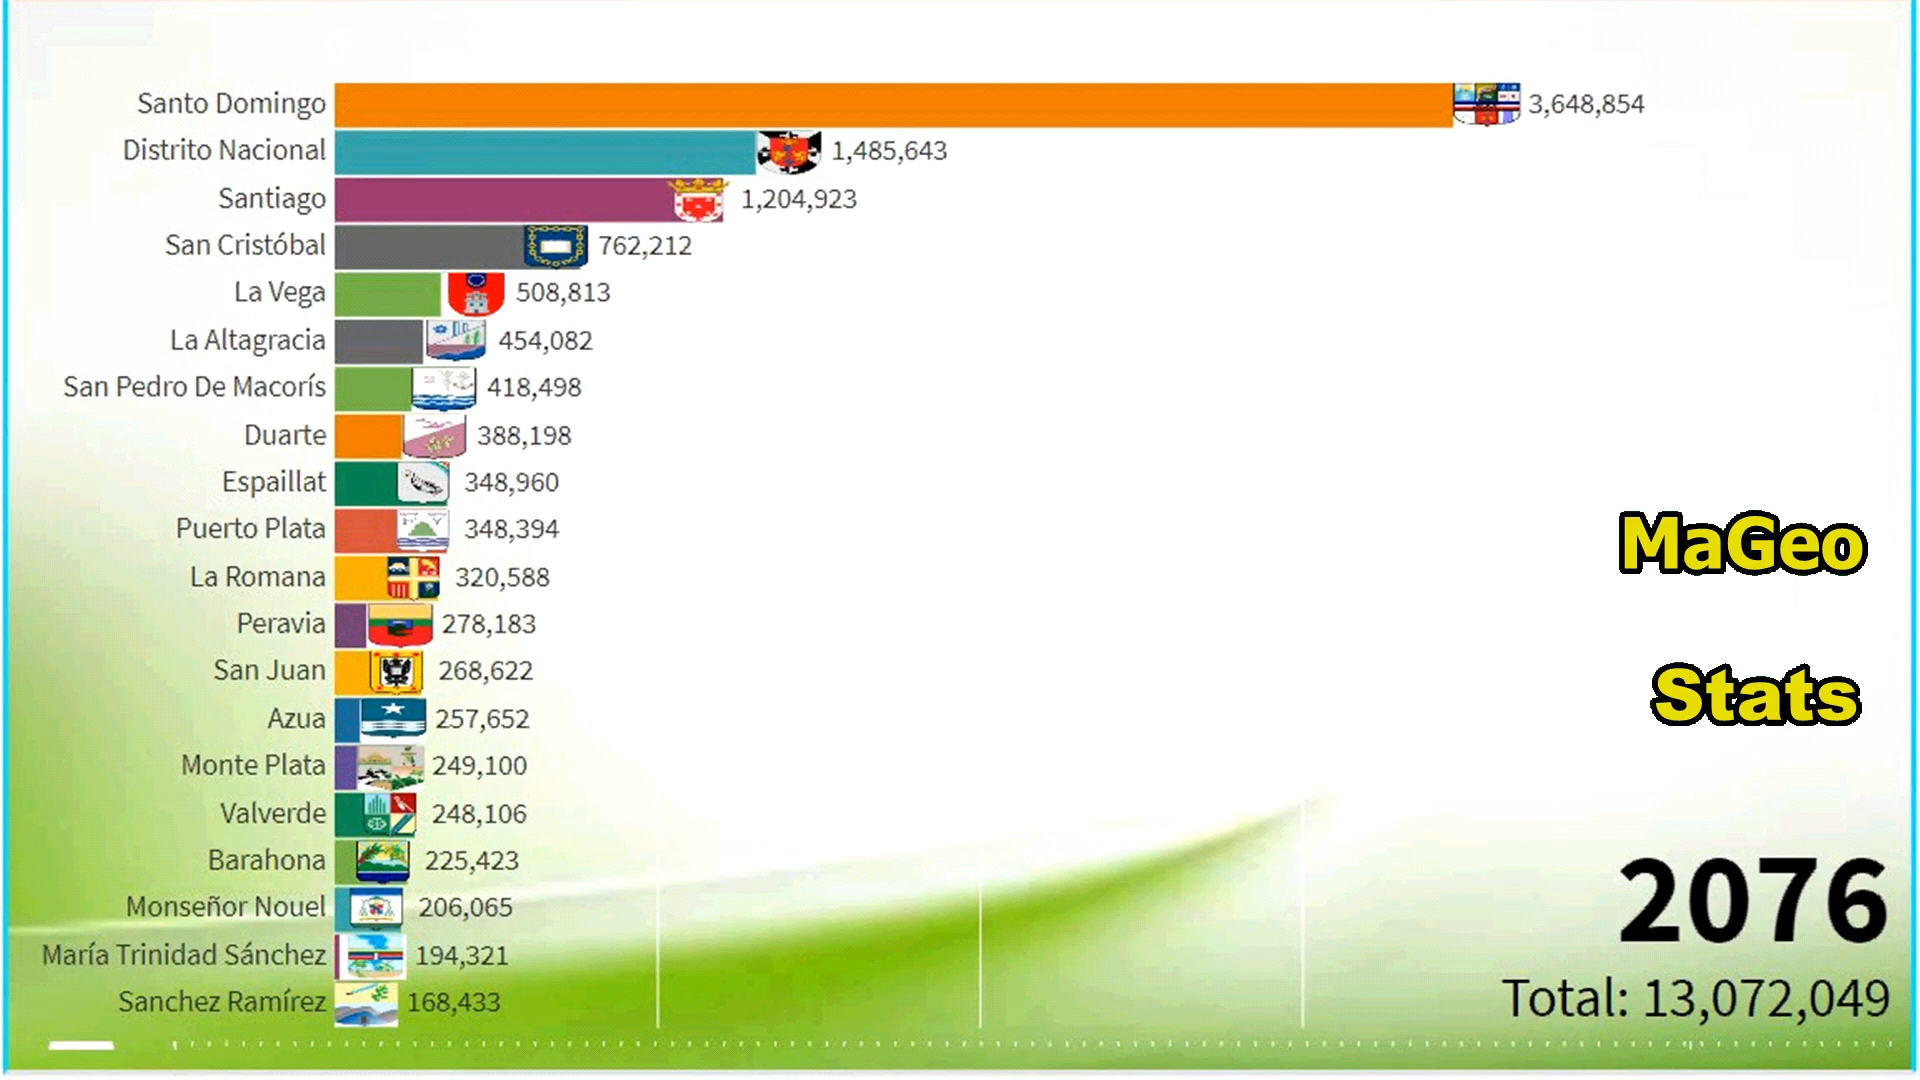 Santo Domingo 3,648,854
Distrito Nacional 1,485,643
Santiago 1,204,923
San Cristóbal 762,212
La Vega 508,813
La Altagracia 454,082
San Pedro De Macorís 418,498
Duarte 388,198
Espaillat 348,960
Puerto Plata 348,394
La Romana 320,588
Peravia 278,183
San Juan 268,622
Azua 257,652
Monte Plata 249,100
Valverde 248,106
Barahona 225,423
Monseñor Nouel 206,065
María Trinidad Sánchez 194,321
Sanchez Ramírez 168,433
MaGeo
Stats
2076
Total: 13,072,049